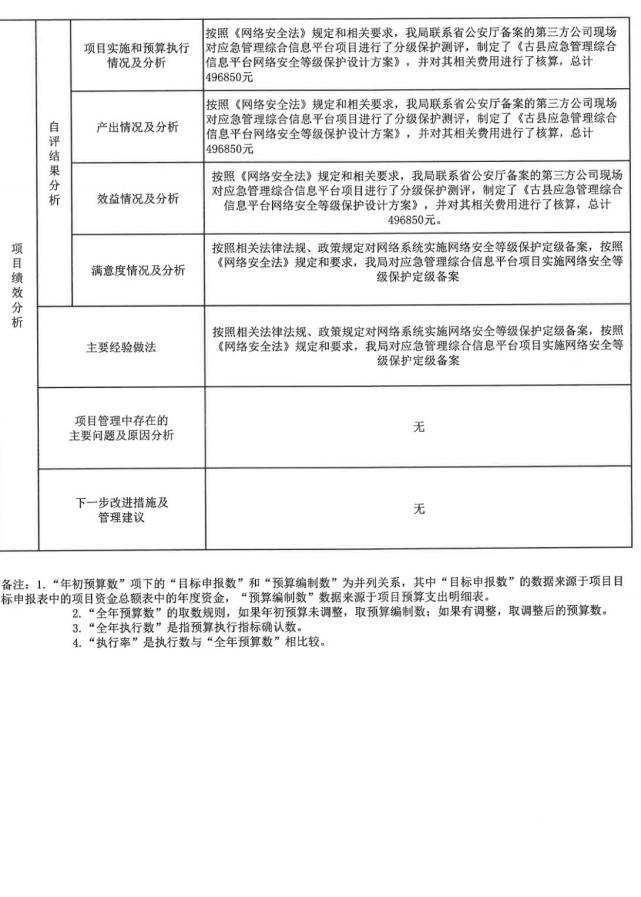 项目绩效分析
自评结果分析
项目实施和预算执行
情况及分析
按照《网络安全法》规定和相关要求，我局联系省公安厅备案的第三方公司现场
对应急管理综合信息平台项目进行了分级保护测评，制定了《古县应急管理综合
信息平台网络安全等级保护设计方案》，并对其相关费用进行了核算，总计
496850元
产出情况及分析
按照《网络安全法》规定和相关要求，我局联系省公安厅备案的第三方公司现场
对应急管理综合信息平台项目进行了分级保护测评，制定了《古县应急管理综合
信息平台网络安全等级保护设计方案》，并对其相关费用进行了核算，总计
496850元
效益情况及分析
按照《网络安全法》规定和相关要求，我局联系省公安厅备案的第三方公司现场
对应急管理综合信息平台项目进行了分级保护测评，制定了《古县应急管理综合
信息平台网络安全等级保护设计方案》，并对其相关费用进行了核算，总计
496850元。
满意度情况及分析
按照相关法律法规、政策规定对网络系统实施网络安全等级保护定级备案，按照
《网络安全法》规定和要求，我局对应急管理综合信息平台项目实施网络安全等
级保护定级备案
主要经验做法
按照相关法律法规、政策规定对网络系统实施网络安全等级保护定级备案，按照
《网络安全法》规定和要求，我局对应急管理综合信息平台项目实施网络安全等
级保护定级备案
项目管理中存在的
主要问题及原因分析
无
下一步改进措施及
管理建议
无
备注：1.“年初预算数”项下的“目标申报数”和“预算编制数”为并列关系，其中“目标申报数”的数据来源于项目目
标申报表中的项目资金总额表中的年度资金，“预算编制数”数据来源于项目预算支出明细表。
2.“全年预算数”的取数规则，如果年初预算未调整，取预算编制数；如果有调整，取调整后的预算数。
3.“全年执行数”是指预算执行指标确认数。
4.“执行率”是执行数与“全年预算数”相比较。